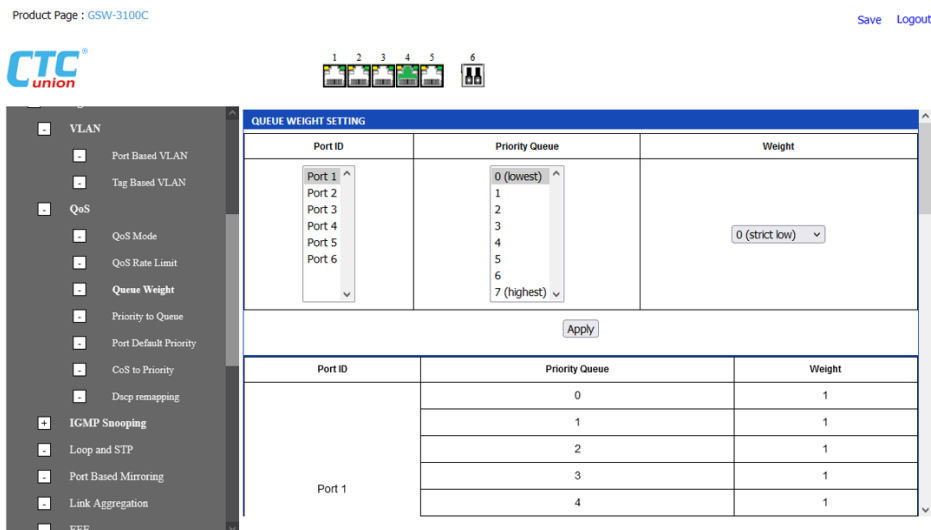 Product Page : GSW-3100C
Save Logout
CTC®
union
1 2 3 4 5 6
VLAN
Port Based VLAN
Tag Based VLAN
QoS
QoS Mode
QoS Rate Limit
Queue Weight
Priority to Queue
Port Default Priority
CoS to Priority
Dscp remapping
IGMP Snooping
Loop and STP
Port Based Mirroring
Link Aggregation
EEE
QUEUE WEIGHT SETTING
Port ID Priority Queue Weight
Port 1
Port 2
Port 3
Port 4
Port 5
Port 6
0 (lowest)
1
2
3
4
5
6
7 (highest)
0 (strict low)
Apply
Port ID Priority Queue Weight
Port 1
0 1
1 1
2 1
3 1
4 1